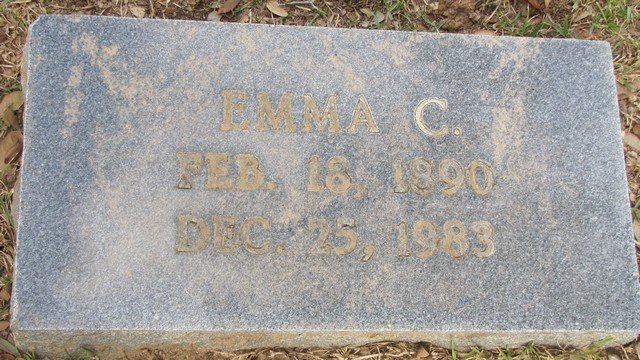 EMMA C.
FEB. 18, 1890
DEC. 25, 1983